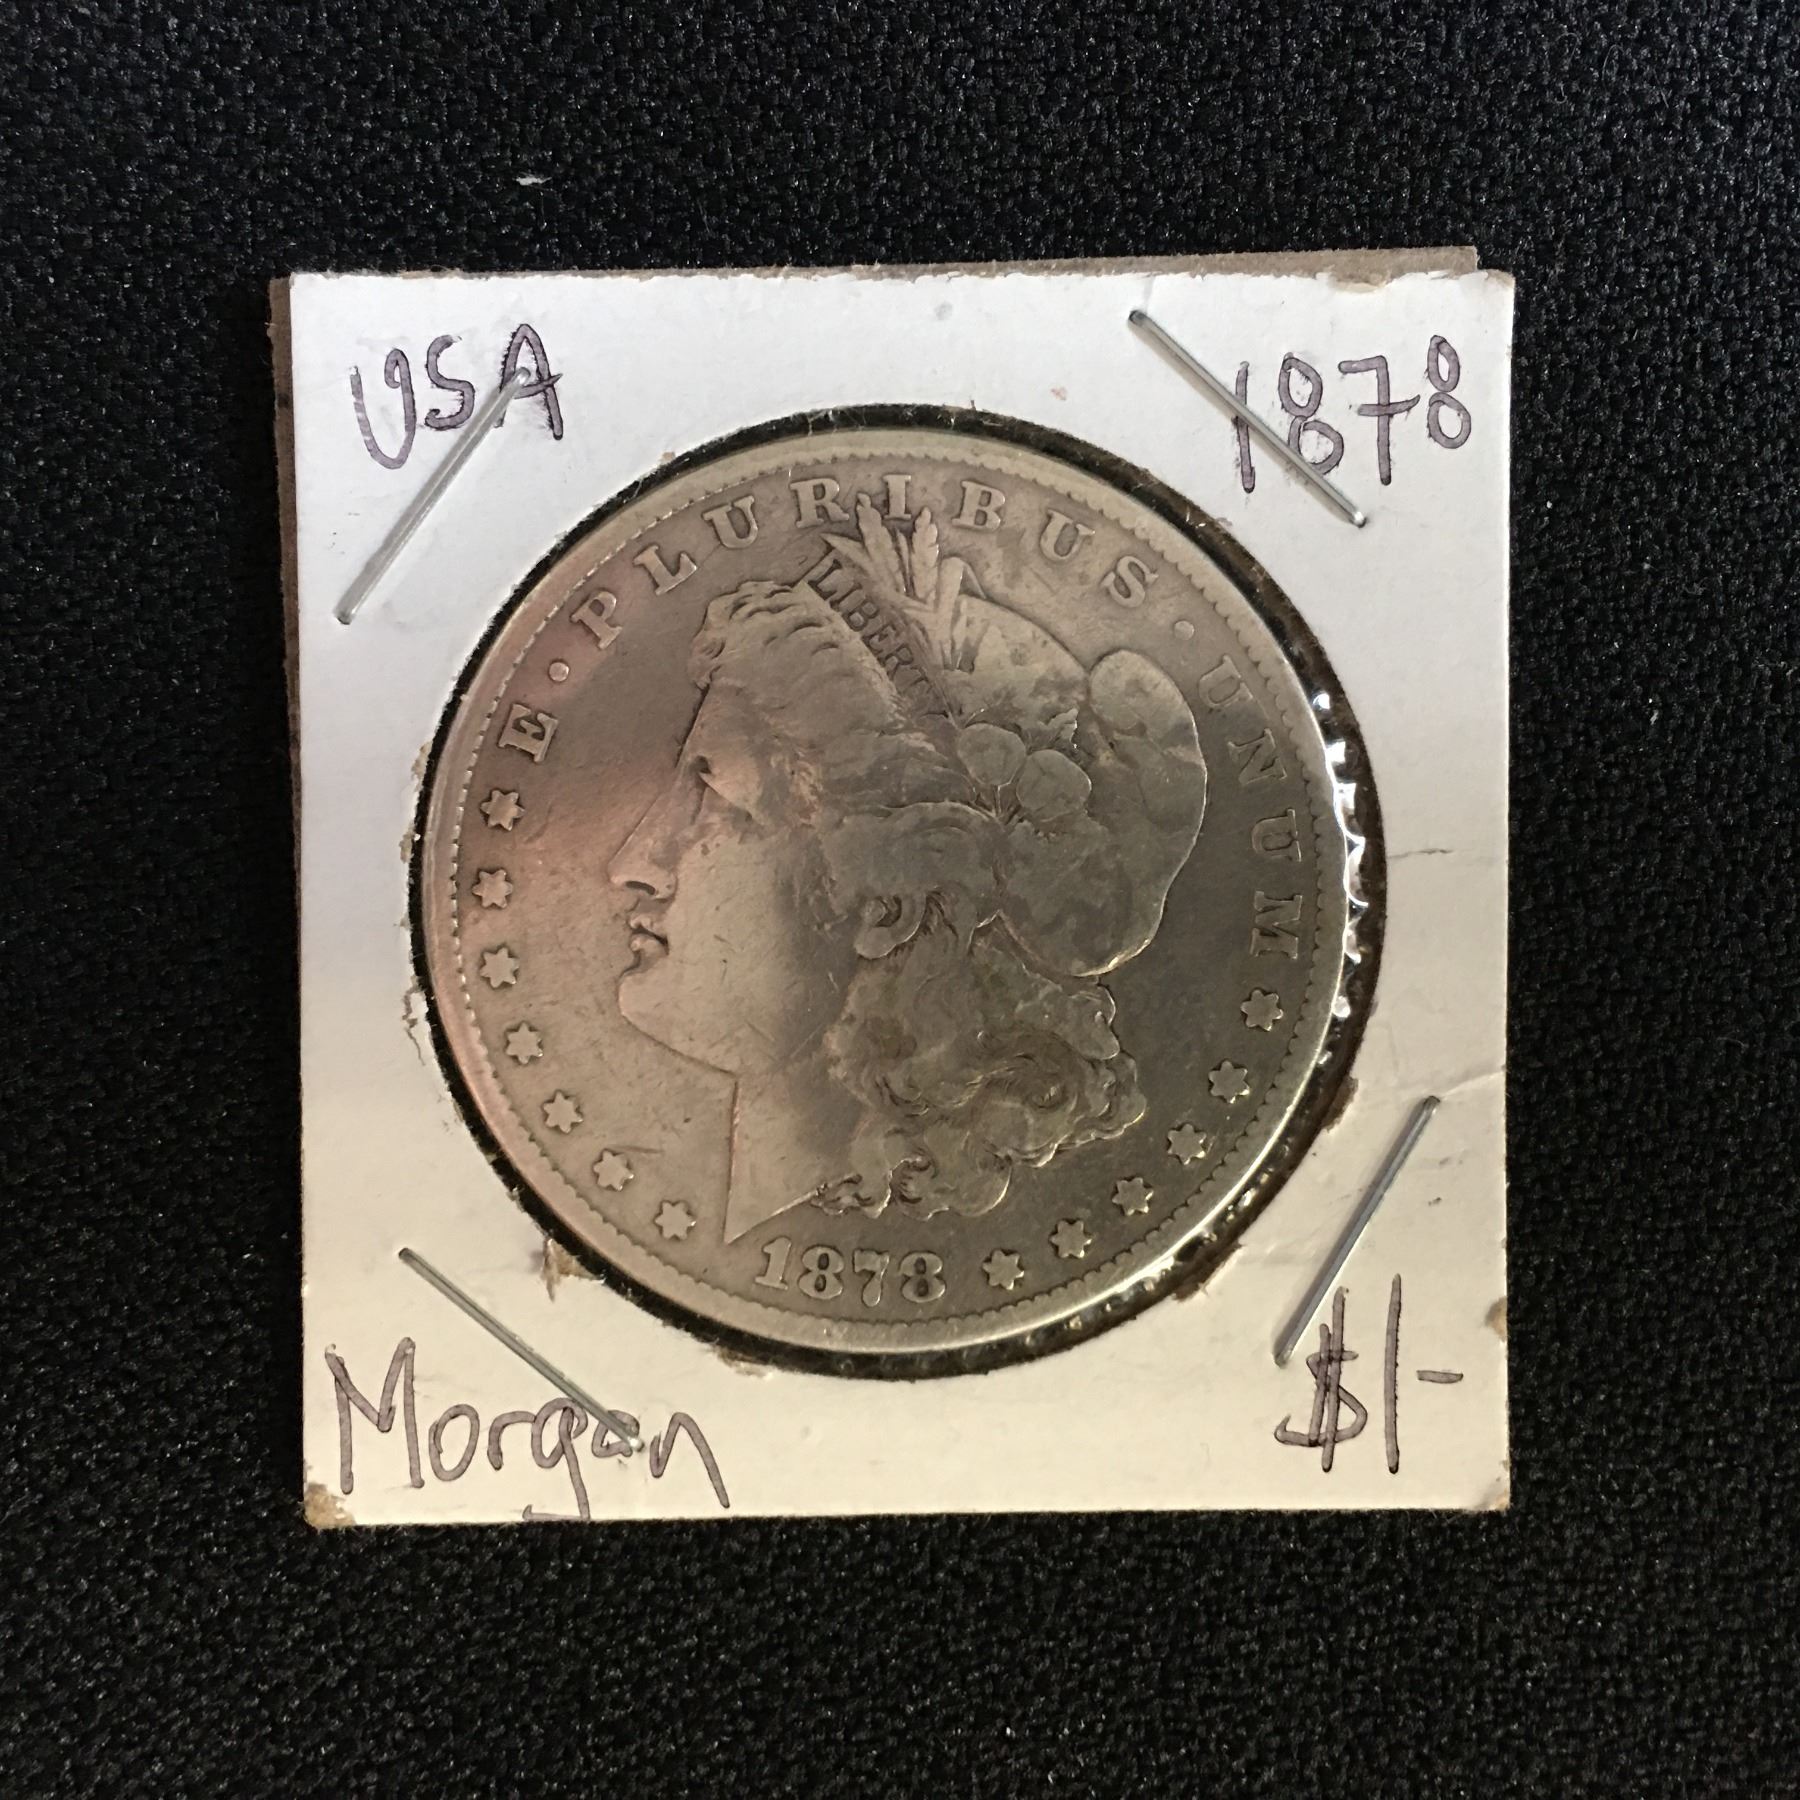 USA
1878
E · PLURIBUS · UNUM
LIBERTY
1878
Morgan
$1-